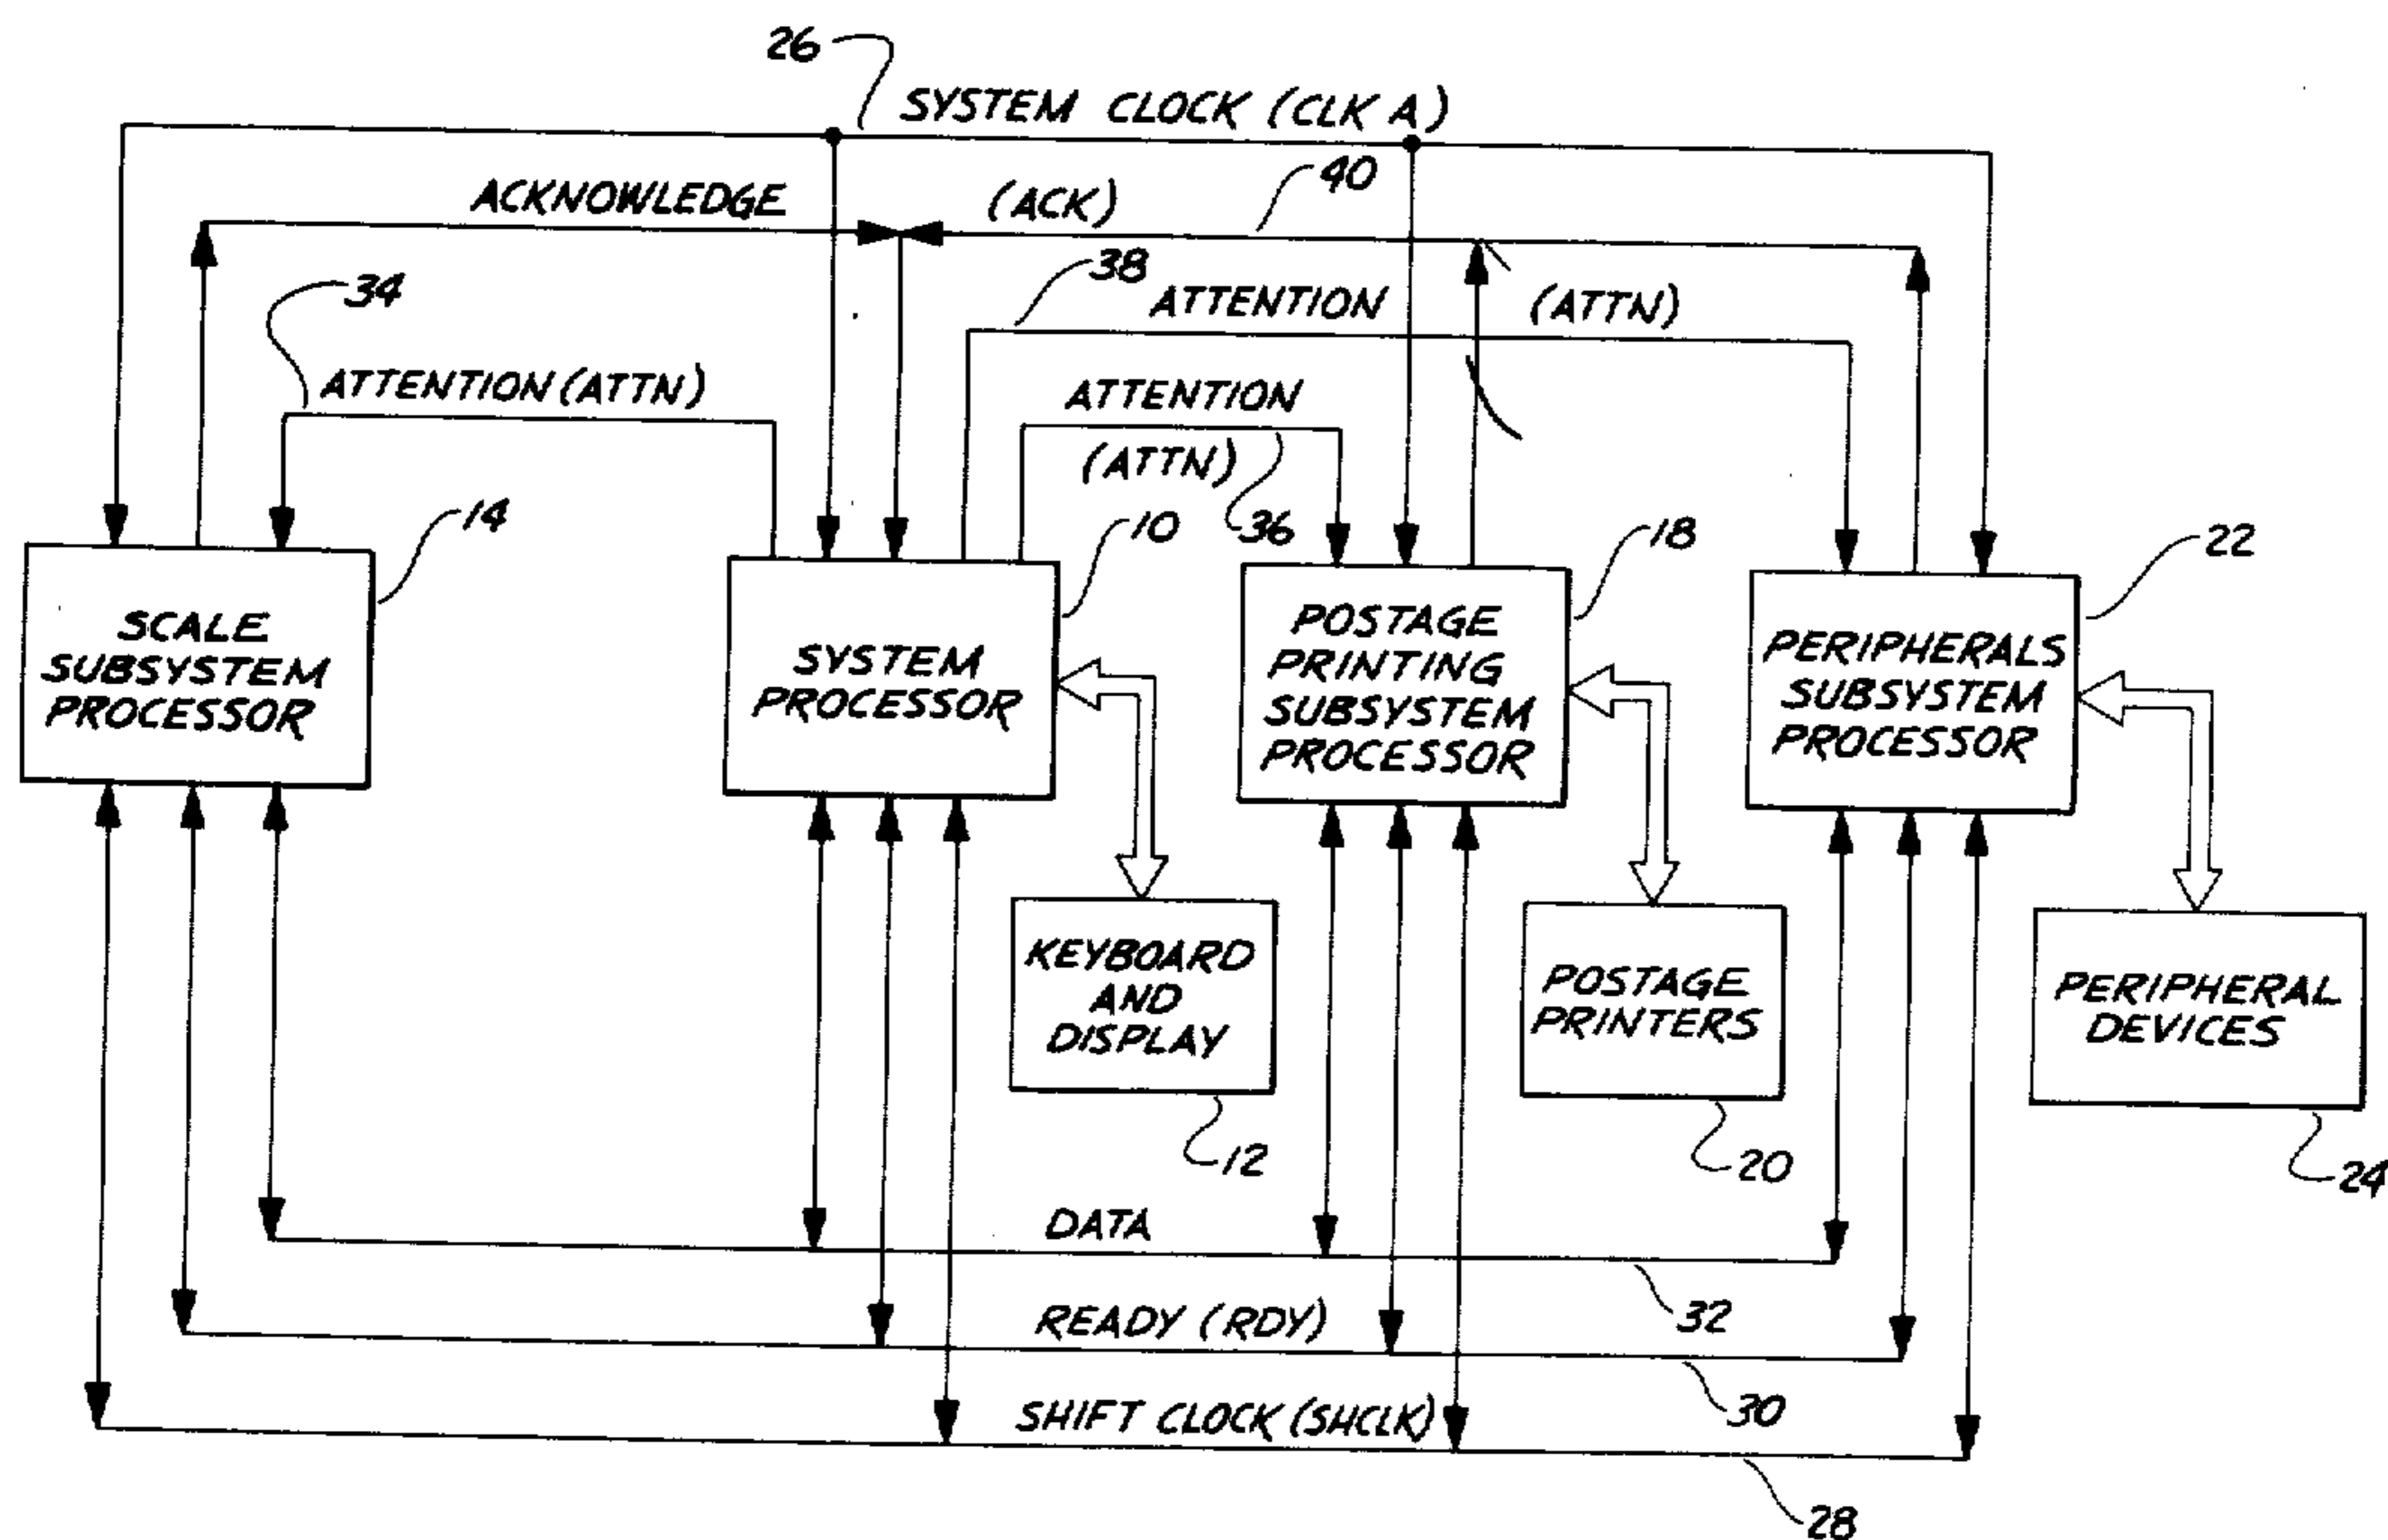 26
SYSTEM CLOCK (CLK A)
ACKNOWLEDGE (ACK)
40
38
34
ATTENTION (ATTN)
ATTENTION (ATTN)
ATTENTION
(ATTN)
36
14
10
18
22
SCALE
SUBSYSTEM
PROCESSOR
SYSTEM
PROCESSOR
POSTAGE
PRINTING
SUBSYSTEM
PROCESSOR
PERIPHERALS
SUBSYSTEM
PROCESSOR
KEYBOARD
AND
DISPLAY
POSTAGE
PRINTERS
PERIPHERAL
DEVICES
12
20
24
DATA
32
READY (RDY)
30
SHIFT CLOCK (SHCLK)
28